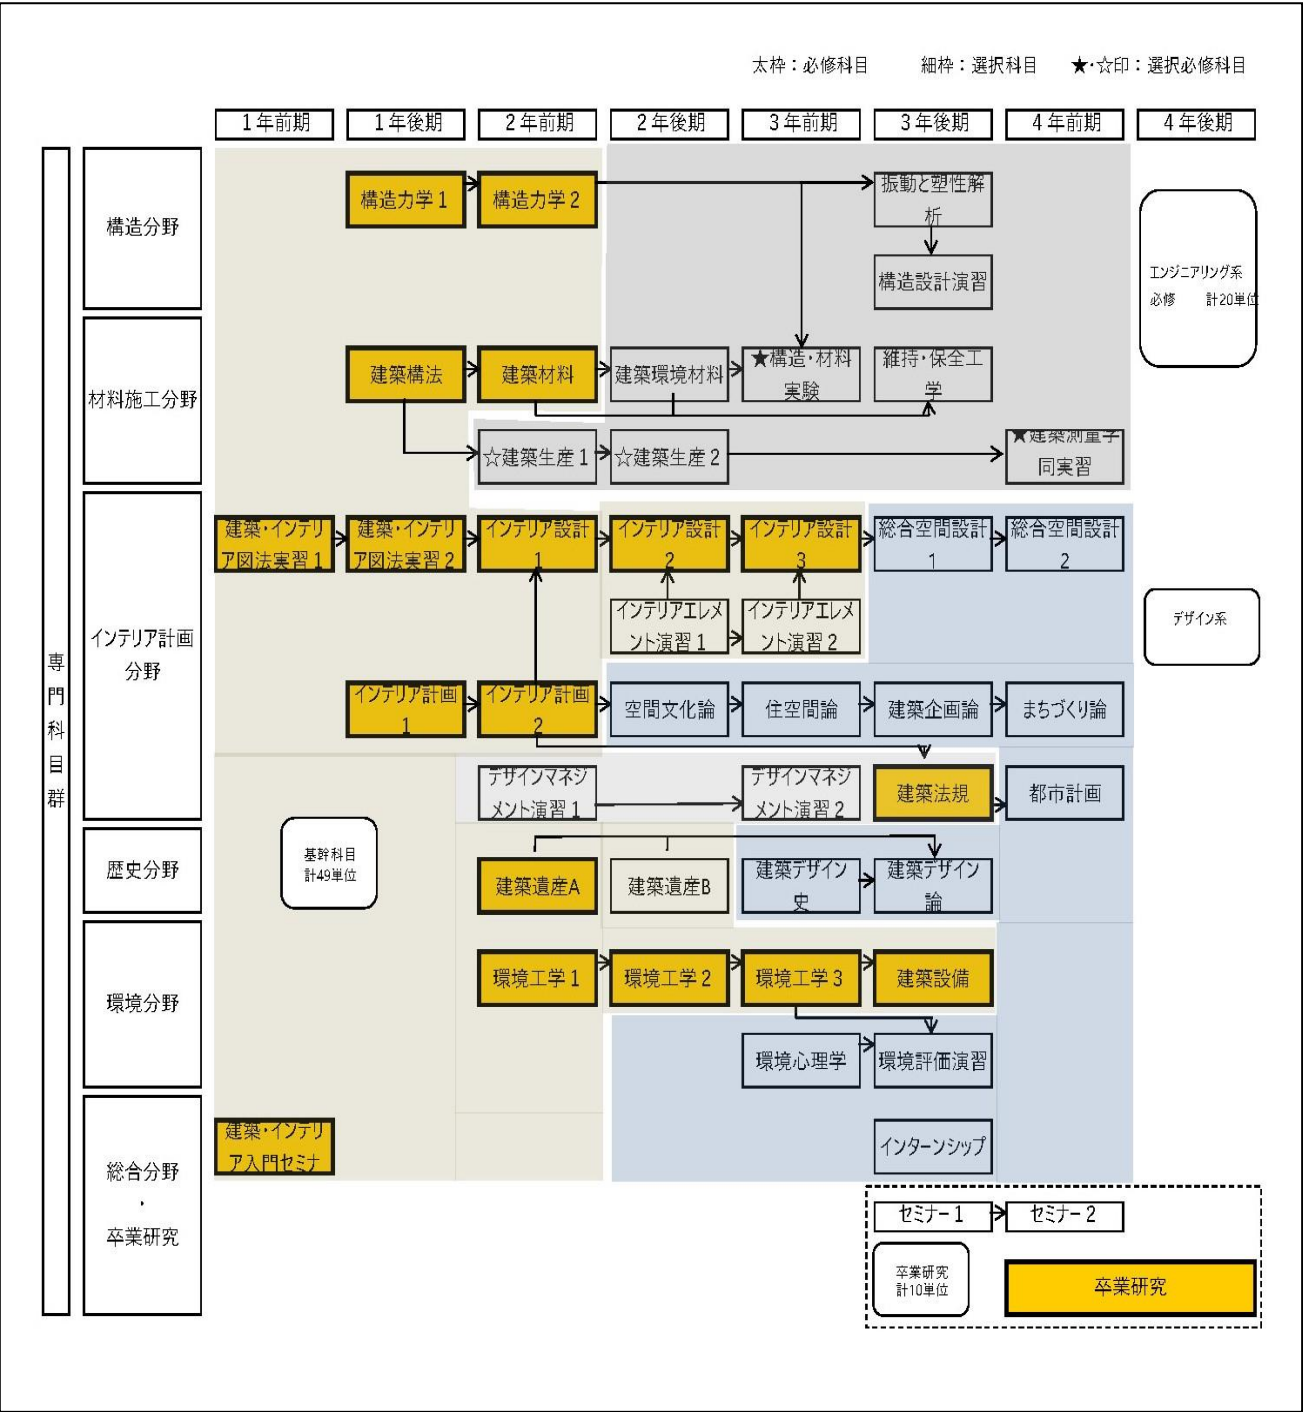 太枠：必修科目　　細枠：選択科目　★・☆印：選択必修科目
1年前期
1年後期
2年前期
2年後期
3年前期
3年後期
4年前期
4年後期
専門科目群
構造分野
構造力学1
構造力学2
振動と塑性解
析
構造設計演習
エンジニアリング系
必修　計20単位
材料施工分野
建築構法
建築材料
建築環境材料
★構造・材料
実験
維持・保全工
学
☆建築生産1
☆建築生産2
★建築測量学
同実習
インテリア計画
分野
建築・インテリ
ア図法実習1
建築・インテリ
ア図法実習2
インテリア設計
1
インテリア設計
2
インテリア設計
3
総合空間設計
1
総合空間設計
2
インテリアエレメ
ント演習1
インテリアエレメ
ント演習2
デザイン系
インテリア計画
1
インテリア計画
2
空間文化論
住空間論
建築企画論
まちづくり論
デザインマネジ
メント演習1
デザインマネジ
メント演習2
建築法規
都市計画
基幹科目
計49単位
歴史分野
建築遺産A
建築遺産B
建築デザイン
史
建築デザイン
論
環境分野
環境工学1
環境工学2
環境工学3
建築設備
環境心理学
環境評価演習
総合分野
・
卒業研究
建築・インテリ
ア入門セミナ
インターンシップ
セミナー1
セミナー2
卒業研究
計10単位
卒業研究